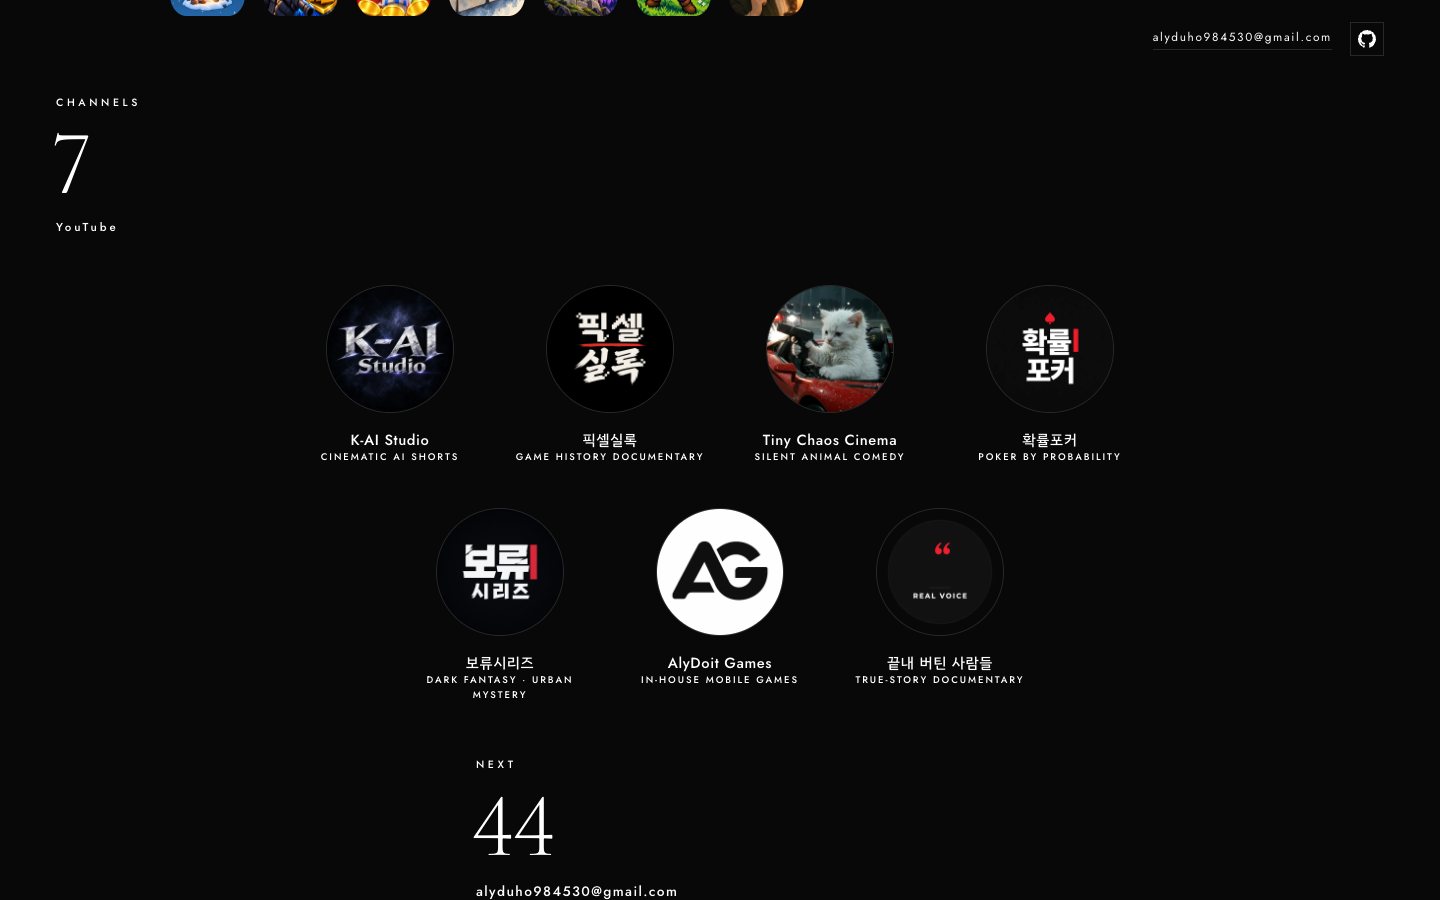 alyduho984530@gmail.com
CHANNELS
7
YouTube
K-AI
Studio
픽셀
실록
확률
포커
K-AI Studio
픽셀실록
Tiny Chaos Cinema
확률포커
CINEMATIC AI SHORTS
GAME HISTORY DOCUMENTARY
SILENT ANIMAL COMEDY
POKER BY PROBABILITY
보류
시리즈
AG
“
REAL VOICE
보류시리즈
AlyDoit Games
끝내 버틴 사람들
DARK FANTASY · URBAN
MYSTERY
IN-HOUSE MOBILE GAMES
TRUE-STORY DOCUMENTARY
NEXT
44
alyduho984530@gmail.com